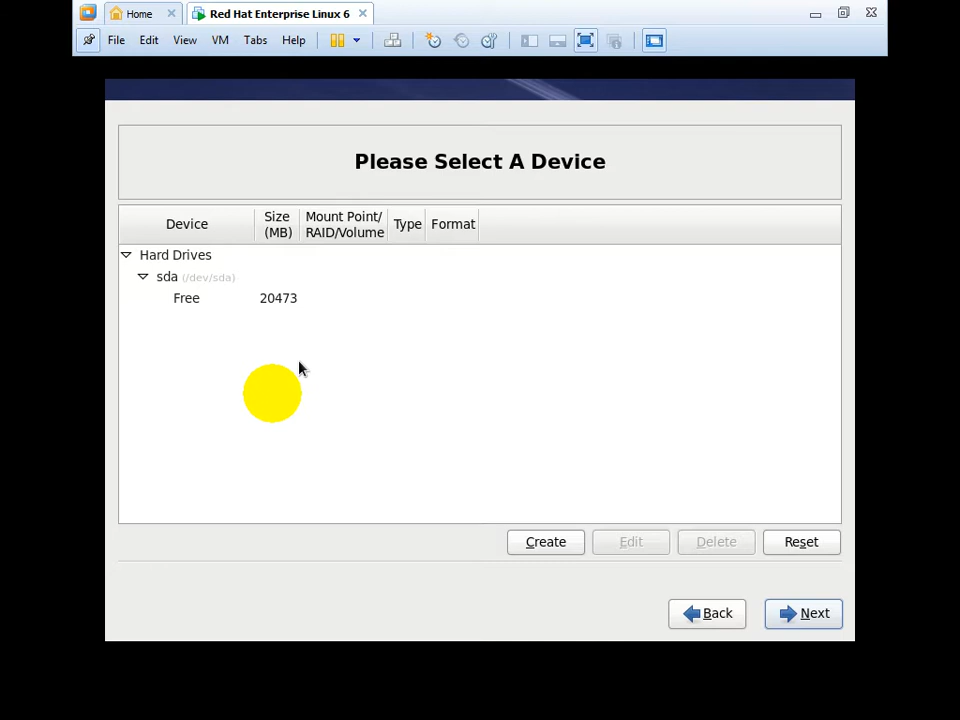 Home
Red Hat Enterprise Linux 6
File Edit View VM Tabs Help
Please Select A Device
Device
Size
(MB)
Mount Point/
RAID/Volume
Type
Format
Hard Drives
sda (/dev/sda)
Free 20473
Create Edit Delete Reset
Back Next